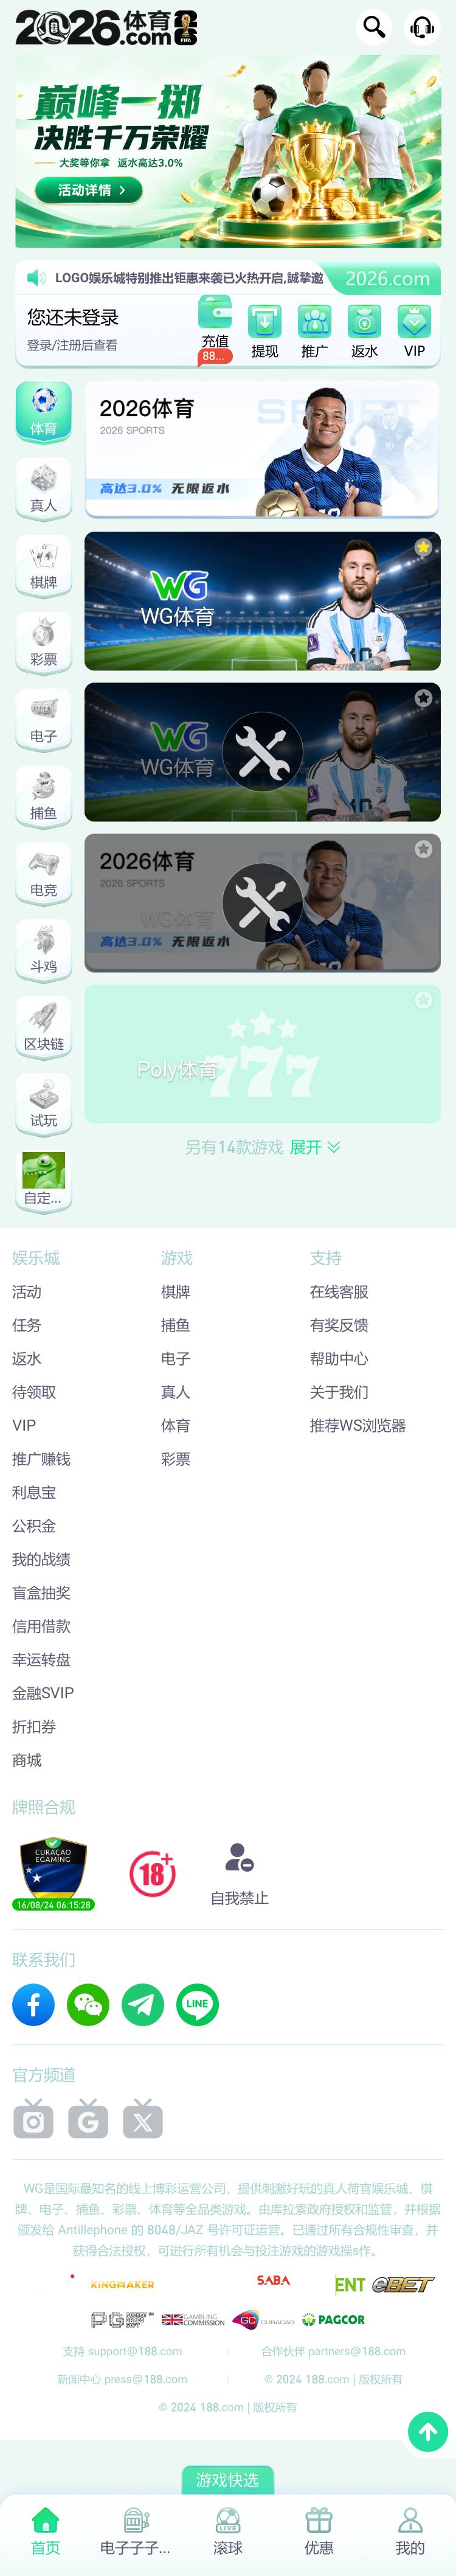 2026体育
.com
FIFA
巅峰一掷
决胜千万荣耀
大奖等你拿 返水高达3.0%
活动详情
LOGO娱乐城特别推出钜惠来袭已火热开启,誠摯邀
2026.com
您还未登录
登录/注册后查看
充值
88...
提现
推广
返水
VIP
体育
真人
棋牌
彩票
电子
捕鱼
电竞
斗鸡
区块链
试玩
自定...
2026体育
2026 SPORTS
SPORT
高达3.0% 无限返水
WG
WG体育
WG
WG体育
2026体育
2026 SPORTS
WG体育
高达3.0% 无限返水
777
Poly体育
另有14款游戏 展开
娱乐城
活动
任务
返水
待领取
VIP
推广赚钱
利息宝
公积金
我的战绩
盲盒抽奖
信用借款
幸运转盘
金融SVIP
折扣券
商城
游戏
棋牌
捕鱼
电子
真人
体育
彩票
支持
在线客服
有奖反馈
帮助中心
关于我们
推荐WS浏览器
牌照合规
CURAÇAO
EGAMING
16/08/24 06:15:28
18+
自我禁止
联系我们
LINE
官方频道
WG是国际最知名的线上博彩运营公司，提供刺激好玩的真人荷官娱乐城、棋
牌、电子、捕鱼、彩票、体育等全品类游戏。由库拉索政府授权和监管，并根据
颁发给 Antillephone 的 8048/JAZ 号许可证运营。已通过所有合规性审查，并
获得合法授权，可进行所有机会与投注游戏的游戏操s作。
KINGMAKER
SABA
ENT
eBET
PG POCKET GAMES SOFT
GAMBLING COMMISSION
GC CURACAO
PAGCOR
支持 support@188.com
合作伙伴 partners@188.com
新闻中心 press@188.com
© 2024 188.com | 版权所有
© 2024 188.com | 版权所有
游戏快选
首页
电子子子...
LIVE
滚球
优惠
我的